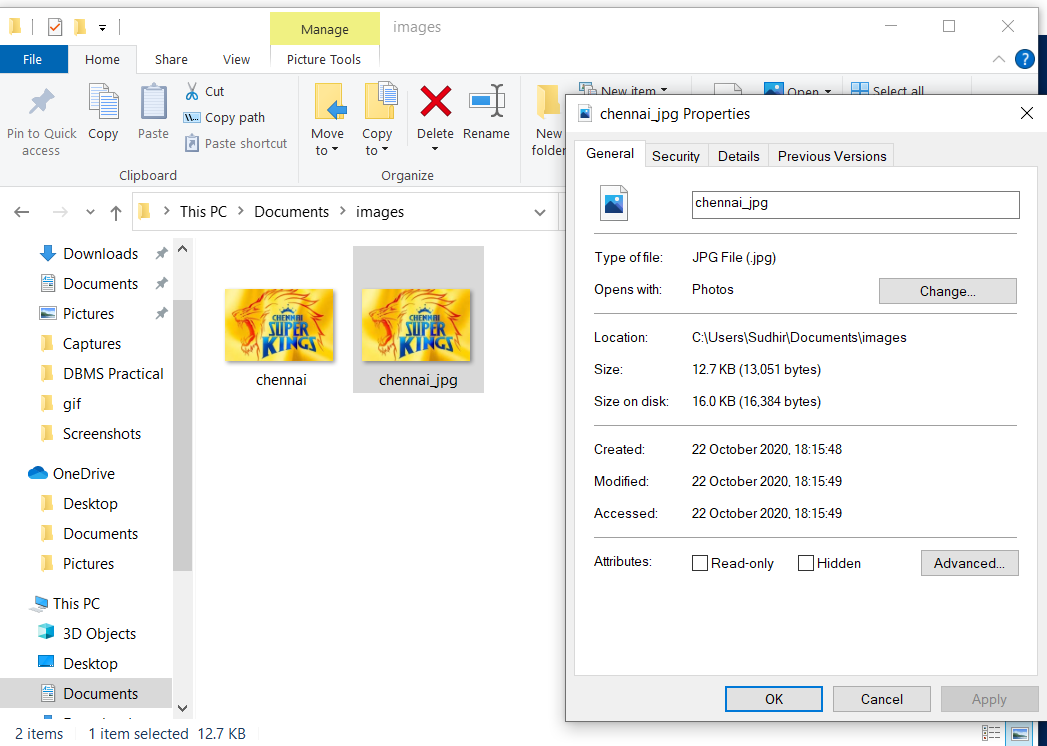 Manage
images
File
Home
Share
View
Picture Tools
Pin to Quick access
Copy
Paste
Cut
Copy path
Paste shortcut
Clipboard
Move to
Copy to
Delete
Rename
Organize
New folder
New item
Open
Select all
This PC > Documents > images
Downloads
Documents
Pictures
Captures
DBMS Practical
gif
Screenshots
OneDrive
Desktop
Documents
Pictures
This PC
3D Objects
Desktop
Documents
CHENNAI
SUPER
KINGS
chennai
CHENNAI
SUPER
KINGS
chennai_jpg
2 items
1 item selected 12.7 KB
chennai_jpg Properties
General
Security
Details
Previous Versions
chennai_jpg
Type of file: JPG File (.jpg)
Opens with: Photos
Change...
Location: C:\Users\Sudhir\Documents\images
Size: 12.7 KB (13,051 bytes)
Size on disk: 16.0 KB (16,384 bytes)
Created: 22 October 2020, 18:15:48
Modified: 22 October 2020, 18:15:49
Accessed: 22 October 2020, 18:15:49
Attributes: Read-only Hidden
Advanced...
OK
Cancel
Apply